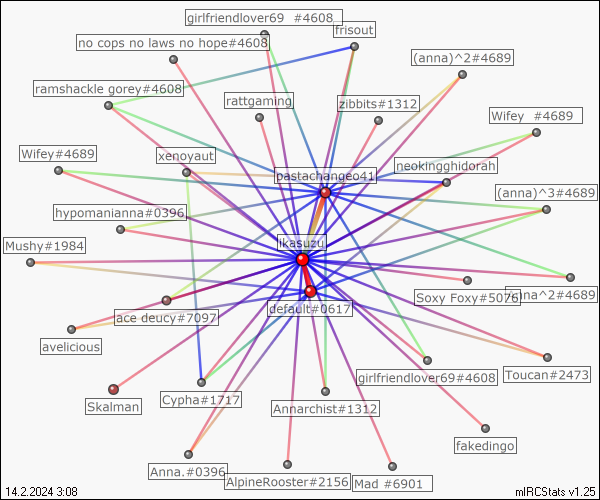 girlfriendlover69 #4608
frisout
no cops no laws no hope#4608
(anna)^2#4689
ramshackle gorey#4608
rattgaming
zibbits#1312
Wifey #4689
Wifey#4689
xenoyaut
neokingghidorah
pastachangeo41
(anna)^3#4689
hypomanianna#0396
Mushy#1984
Ikasuzu
Soxy Foxy#5076
anna^2#4689
default#0617
ace deucy#7097
avelicious
girlfriendlover69#4608
Toucan#2473
Skalman
Cypha#1717
Annarchist#1312
fakedingo
Anna.#0396
AlpineRooster#2156
Mad #6901
14.2.2024 3:08
mIRCStats v1.25